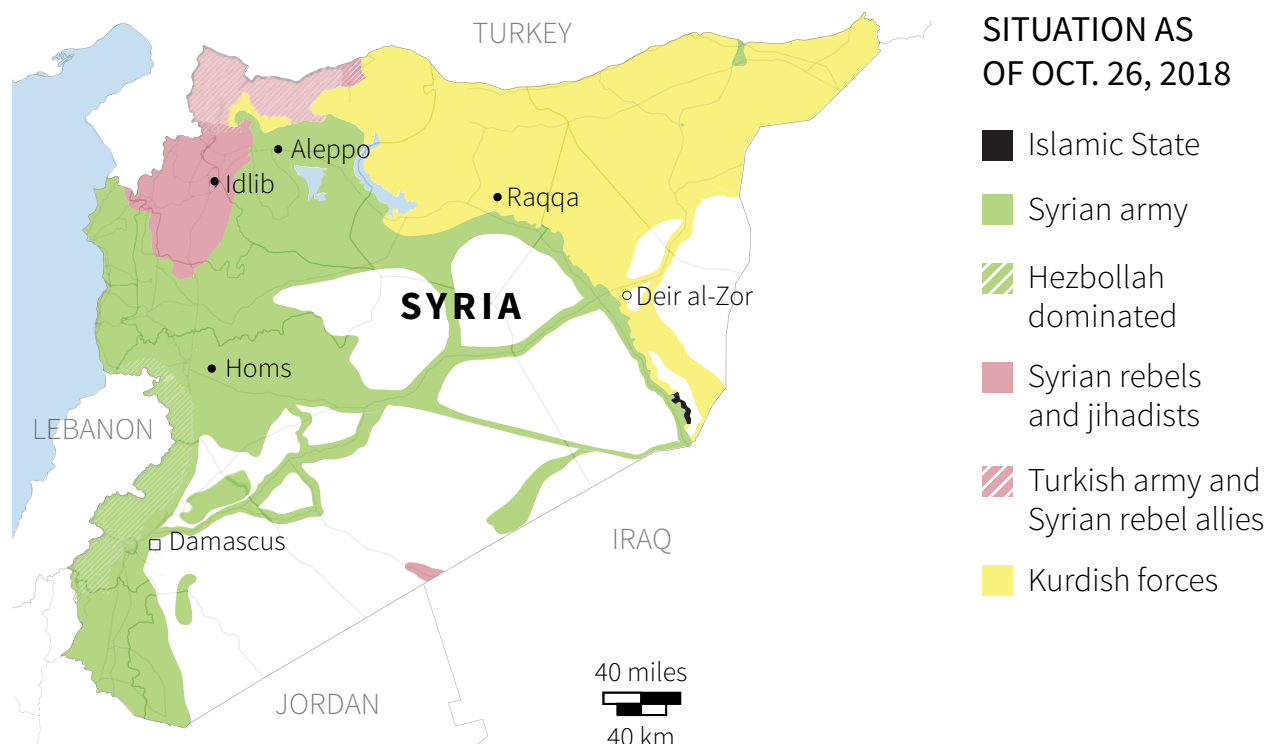 TURKEY
Aleppo
Idlib
Raqqa
SYRIA
Deir al-Zor
Homs
LEBANON
Damascus
IRAQ
JORDAN
40 miles
40 km
SITUATION AS
OF OCT. 26, 2018
Islamic State
Syrian army
Hezbollah
dominated
Syrian rebels
and jihadists
Turkish army and
Syrian rebel allies
Kurdish forces